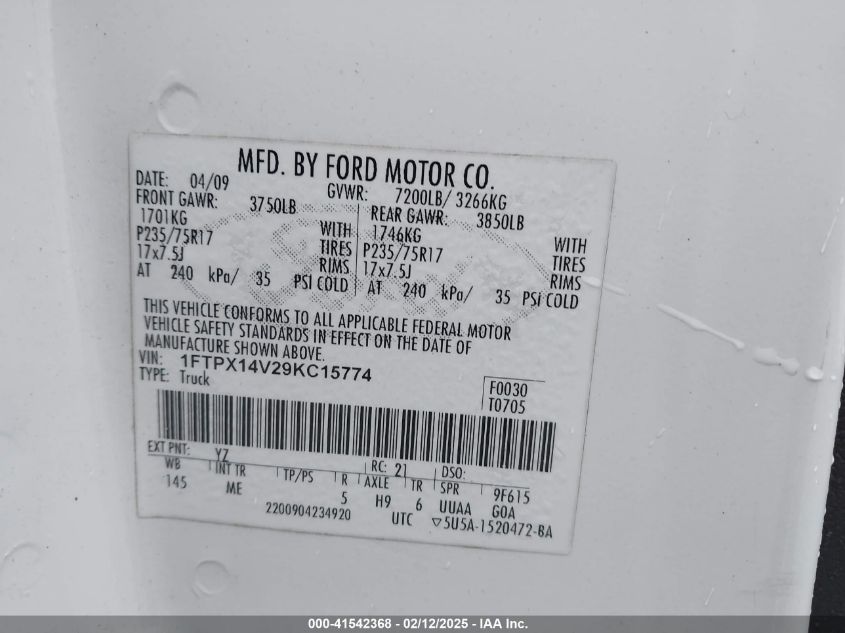 MFD. BY FORD MOTOR CO.
DATE: 04/09 GVWR: 7200LB/ 3266KG
FRONT GAWR: 3750LB REAR GAWR: 3850LB
1701KG WITH 1746KG WITH
P235/75R17 TIRES P235/75R17 TIRES
17x7.5J RIMS 17x7.5J RIMS
AT 240 kPa/ 35 PSI COLD AT 240 kPa/ 35 PSI COLD
THIS VEHICLE CONFORMS TO ALL APPLICABLE FEDERAL MOTOR
VEHICLE SAFETY STANDARDS IN EFFECT ON THE DATE OF
MANUFACTURE SHOWN ABOVE.
VIN: 1FTPX14V29KC15774
TYPE: Truck
F0030
T0705
EXT PNT: YZ RC: 21 DSO:
WB INT TR TP/PS R AXLE TR SPR 9F615
145 ME 5 H9 6 UUAA GOA
2200904234920 UTC ▽5U5A-1520472-BA
000-41542368 - 02/12/2025 - IAA Inc.